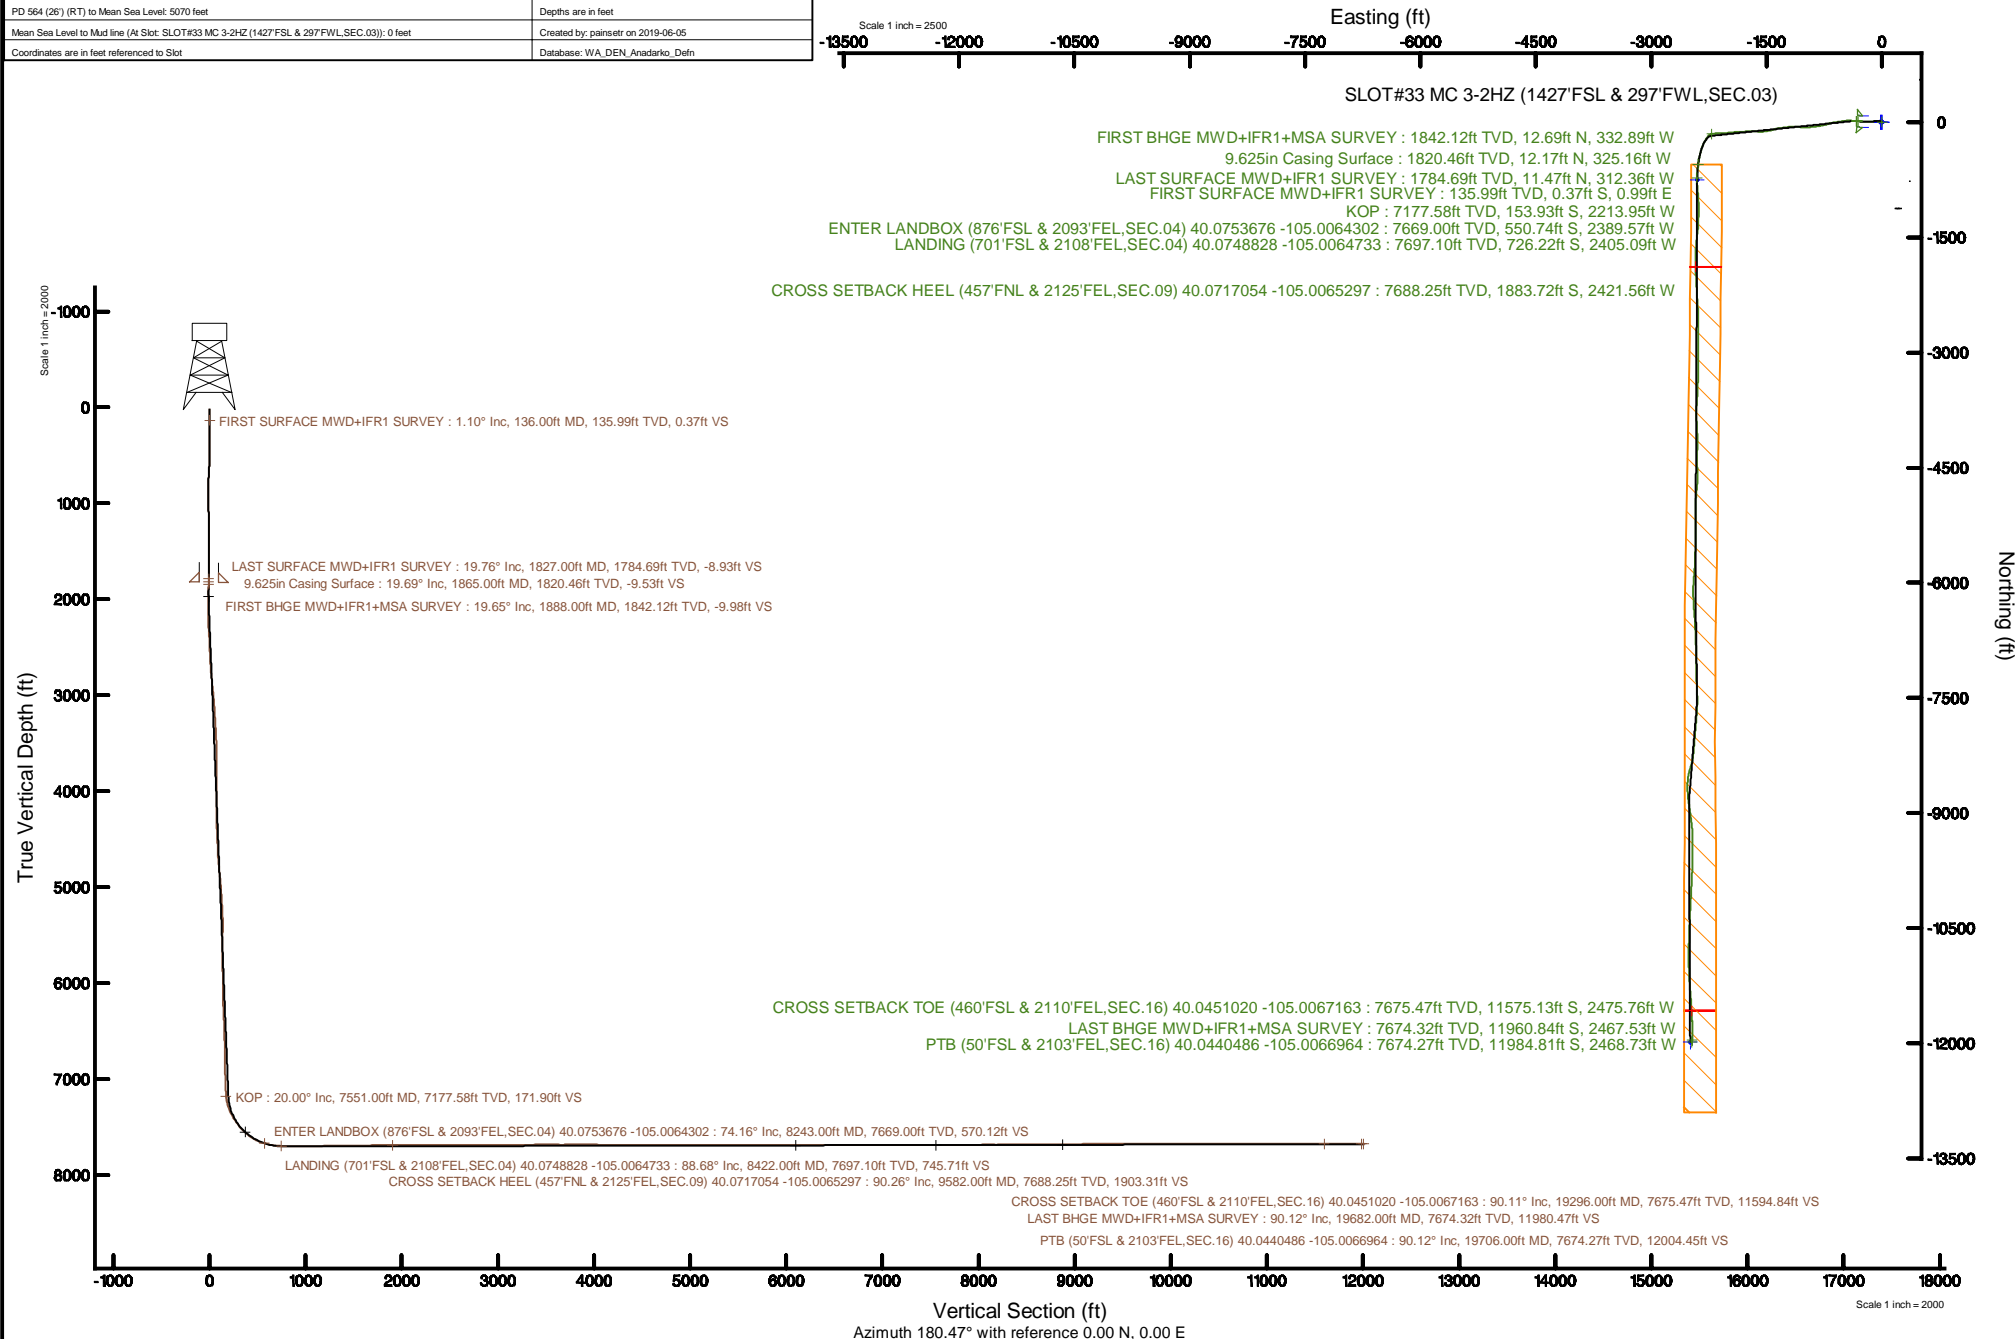 PD 564 (26') (RT) to Mean Sea Level: 5070 feet
Depths are in feet
Mean Sea Level to Mud line (At Slot: SLOT#33 MC 3-2HZ (1427'FSL & 297'FWL,SEC.03)): 0 feet
Created by: painsetr on 2019-06-05
Coordinates are in feet referenced to Slot
Database: WA_DEN_Anadarko_Defn
Easting (ft)
Scale 1 inch = 2500
-13500 -12000 -10500 -9000 -7500 -6000 -4500 -3000 -1500 0
SLOT#33 MC 3-2HZ (1427'FSL & 297'FWL,SEC.03)
FIRST BHGE MWD+IFR1+MSA SURVEY : 1842.12ft TVD, 12.69ft N, 332.89ft W
9.625in Casing Surface : 1820.46ft TVD, 12.17ft N, 325.16ft W
LAST SURFACE MWD+IFR1 SURVEY : 1784.69ft TVD, 11.47ft N, 312.36ft W
FIRST SURFACE MWD+IFR1 SURVEY : 135.99ft TVD, 0.37ft S, 0.99ft E
KOP : 7177.58ft TVD, 153.93ft S, 2213.95ft W
ENTER LANDBOX (876'FSL & 2093'FEL,SEC.04) 40.0753676 -105.0064302 : 7669.00ft TVD, 550.74ft S, 2389.57ft W
LANDING (701'FSL & 2108'FEL,SEC.04) 40.0748828 -105.0064733 : 7697.10ft TVD, 726.22ft S, 2405.09ft W
CROSS SETBACK HEEL (457'FNL & 2125'FEL,SEC.09) 40.0717054 -105.0065297 : 7688.25ft TVD, 1883.72ft S, 2421.56ft W
CROSS SETBACK TOE (460'FSL & 2110'FEL,SEC.16) 40.0451020 -105.0067163 : 7675.47ft TVD, 11575.13ft S, 2475.76ft W
LAST BHGE MWD+IFR1+MSA SURVEY : 7674.32ft TVD, 11960.84ft S, 2467.53ft W
PTB (50'FSL & 2103'FEL,SEC.16) 40.0440486 -105.0066964 : 7674.27ft TVD, 11984.81ft S, 2468.73ft W
0
-1500
-3000
-4500
-6000
-7500
-9000
-10500
-12000
-13500
Northing (ft)
Scale 1 inch = 2000
-1000
0
1000
2000
3000
4000
5000
6000
7000
8000
True Vertical Depth (ft)
FIRST SURFACE MWD+IFR1 SURVEY : 1.10° Inc, 136.00ft MD, 135.99ft TVD, 0.37ft VS
LAST SURFACE MWD+IFR1 SURVEY : 19.76° Inc, 1827.00ft MD, 1784.69ft TVD, -8.93ft VS
9.625in Casing Surface : 19.69° Inc, 1865.00ft MD, 1820.46ft TVD, -9.53ft VS
FIRST BHGE MWD+IFR1+MSA SURVEY : 19.65° Inc, 1888.00ft MD, 1842.12ft TVD, -9.98ft VS
KOP : 20.00° Inc, 7551.00ft MD, 7177.58ft TVD, 171.90ft VS
ENTER LANDBOX (876'FSL & 2093'FEL,SEC.04) 40.0753676 -105.0064302 : 74.16° Inc, 8243.00ft MD, 7669.00ft TVD, 570.12ft VS
LANDING (701'FSL & 2108'FEL,SEC.04) 40.0748828 -105.0064733 : 88.68° Inc, 8422.00ft MD, 7697.10ft TVD, 745.71ft VS
CROSS SETBACK HEEL (457'FNL & 2125'FEL,SEC.09) 40.0717054 -105.0065297 : 90.26° Inc, 9582.00ft MD, 7688.25ft TVD, 1903.31ft VS
CROSS SETBACK TOE (460'FSL & 2110'FEL,SEC.16) 40.0451020 -105.0067163 : 90.11° Inc, 19296.00ft MD, 7675.47ft TVD, 11594.84ft VS
LAST BHGE MWD+IFR1+MSA SURVEY : 90.12° Inc, 19682.00ft MD, 7674.32ft TVD, 11980.47ft VS
PTB (50'FSL & 2103'FEL,SEC.16) 40.0440486 -105.0066964 : 90.12° Inc, 19706.00ft MD, 7674.27ft TVD, 12004.45ft VS
-1000 0 1000 2000 3000 4000 5000 6000 7000 8000 9000 10000 11000 12000 13000 14000 15000 16000 17000 18000
Vertical Section (ft)
Scale 1 inch = 2000
Azimuth 180.47° with reference 0.00 N, 0.00 E